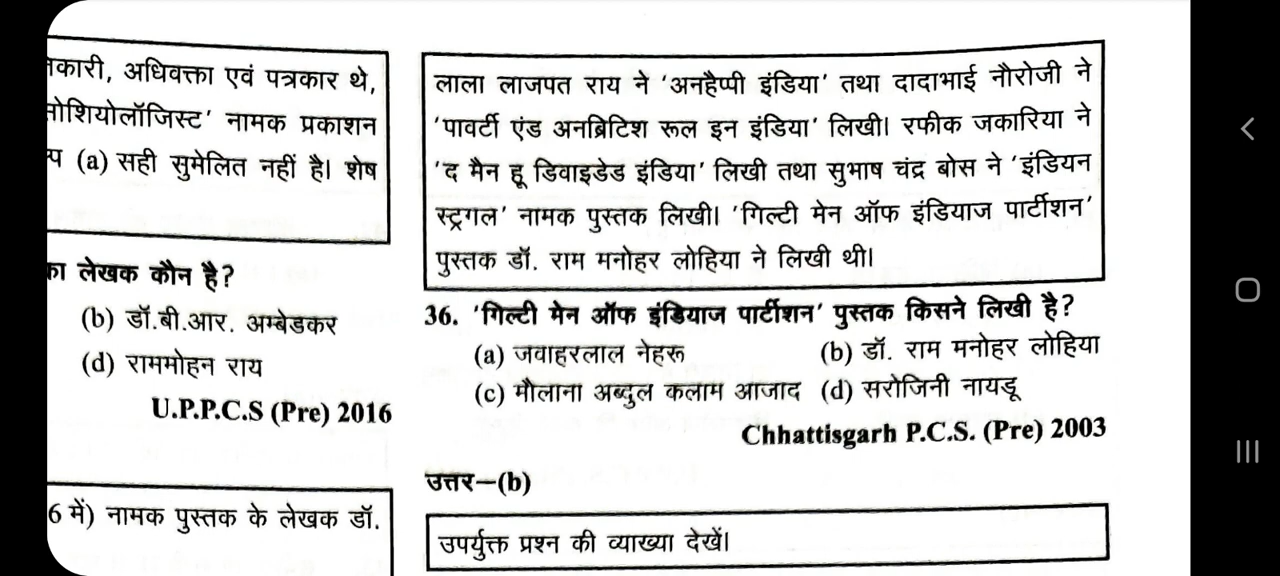 अधिवक्ता एवं पत्रकार थे,
नामक प्रकाशन
(a) सही सुमेलित नहीं है। शेष
लेखक कौन है?
(b) डॉ.बी.आर. अम्बेडकर
(d) राममोहन राय
U.P.P.C.S (Pre) 2016
6 में) नामक पुस्तक के लेखक डॉ.
लाला लाजपत राय ने 'अनहैप्पी इंडिया' तथा दादाभाई नौरोजी ने
'पावर्टी एंड अनब्रिटिश रूल इन इंडिया' लिखी। रफीक जकारिया ने
'द मैन हू डिवाइडेड इंडिया' लिखी तथा सुभाष चंद्र बोस ने 'इंडियन
स्ट्रगल' नामक पुस्तक लिखी। 'गिल्टी मेन ऑफ इंडियाज पार्टीशन'
पुस्तक डॉ. राम मनोहर लोहिया ने लिखी थी।
36. 'गिल्टी मेन ऑफ इंडियाज पार्टीशन' पुस्तक किसने लिखी है?
(a) जवाहरलाल नेहरू (b) डॉ. राम मनोहर लोहिया
(c) मौलाना अब्दुल कलाम आजाद (d) सरोजिनी नायडू
Chhattisgarh P.C.S. (Pre) 2003
उत्तर—(b)
उपर्युक्त प्रश्न की व्याख्या देखें।